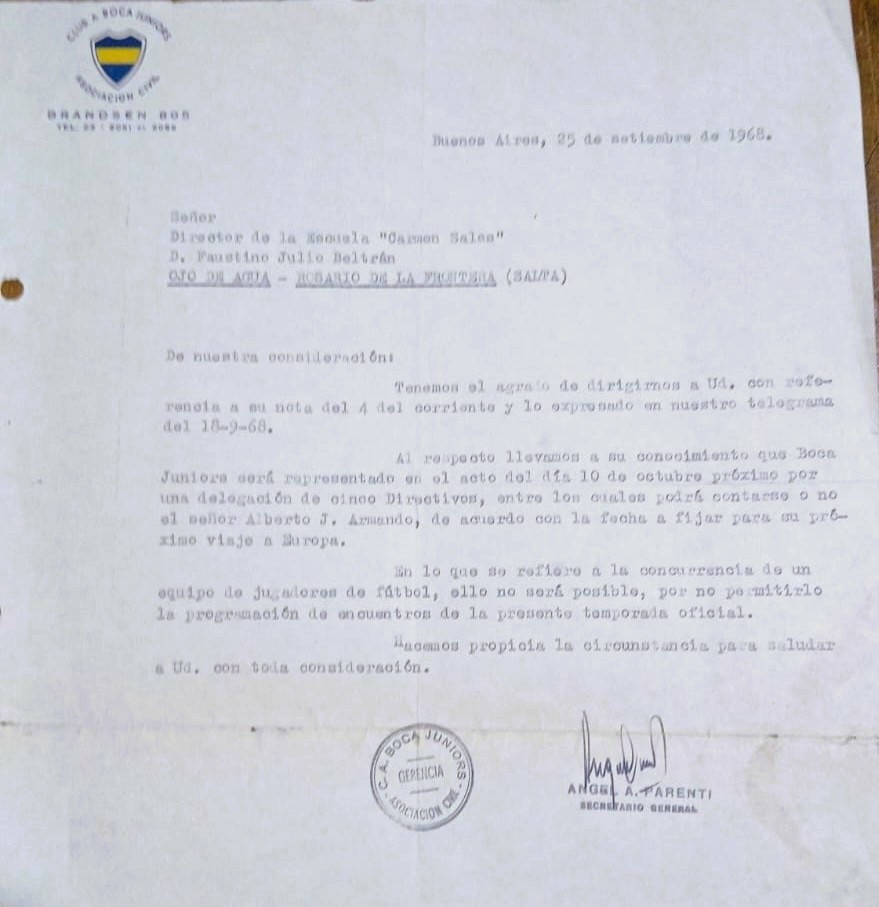 CLUB A. BOCA JUNIORS
ASOCIACION CIVIL
BRANDSEN 805
Buenos Aires, 25 de setiembre de 1968.
Señor
Director de la Escuela "Carmen Sales"
D. Faustino Julio Beltrán
OJO DE AGUA - ROSARIO DE LA FRONTERA (SALTA)
De nuestra consideración:
Tenemos el agrado de dirigirnos a Ud. con refe-
rencia a su nota del 4 del corriente y lo expresado en nuestro telegrama
del 18-9-68.
Al respecto llevamos a su conocimiento que Boca
Juniors será representado en el acto del día 10 de octubre próximo por
una delegación de cinco Directivos, entre los cuales podrá contarse o no
el señor Alberto J. Armando, de acuerdo con la fecha a fijar para su pró-
ximo viaje a Europa.
En lo que se refiere a la concurrencia de un
equipo de jugadores de fútbol, ello no será posible, por no permitirlo
la programación de encuentros de la presente temporada oficial.
Hacemos propicia la circunstancia para saludar
a Ud. con toda consideración.
C. A. BOCA JUNIORS
GERENCIA
ASOCIACION CIVIL
ANGEL A. PARENTI
SECRETARIO GENERAL